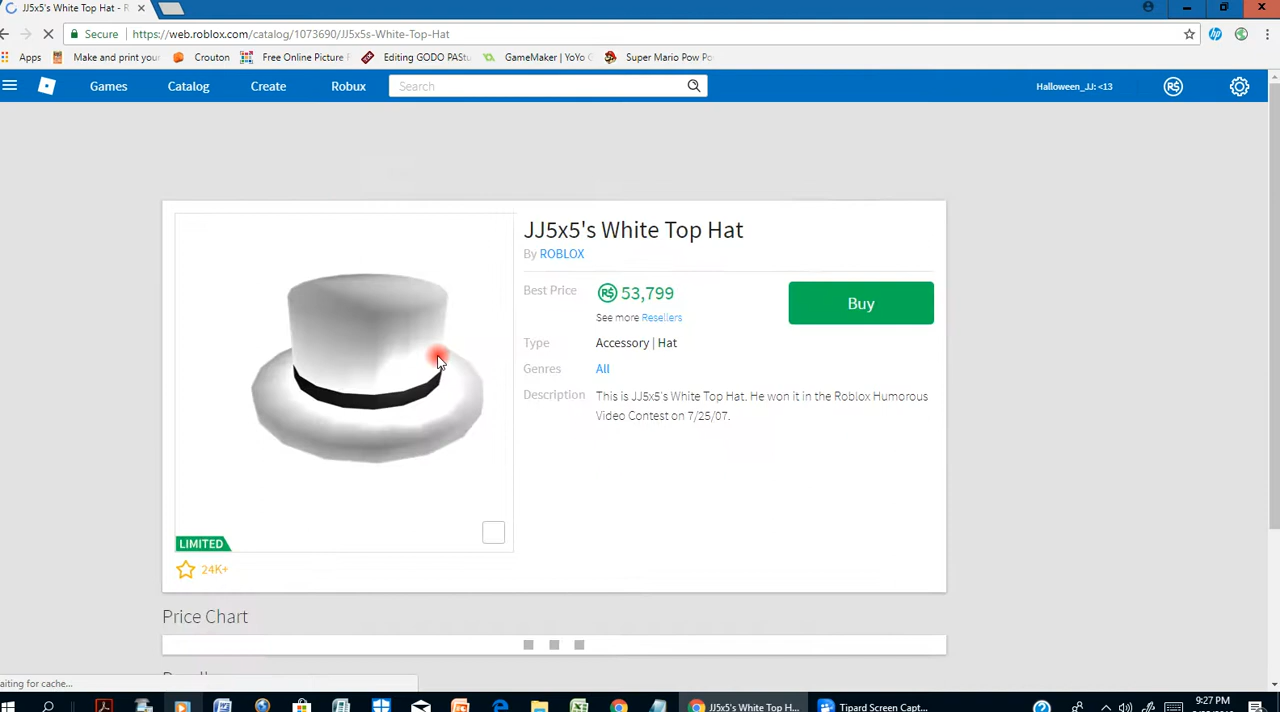 JJ5x5's White Top Hat - R
Secure https://web.roblox.com/catalog/1073690/JJ5x5s-White-Top-Hat
Apps Make and print your Crouton Free Online Picture Editing GODO PAStu GameMaker | YoYo G Super Mario Pow Po
Games Catalog Create Robux Search Halloween_JJ: <13 R$
JJ5x5's White Top Hat
By ROBLOX
Best Price R$ 53,799 Buy
See more Resellers
Type Accessory | Hat
Genres All
Description This is JJ5x5's White Top Hat. He won it in the Roblox Humorous
Video Contest on 7/25/07.
LIMITED
24K+
Price Chart
aiting for cache...
JJ5x5's White Top H... Tipard Screen Capt... 9:27 PM